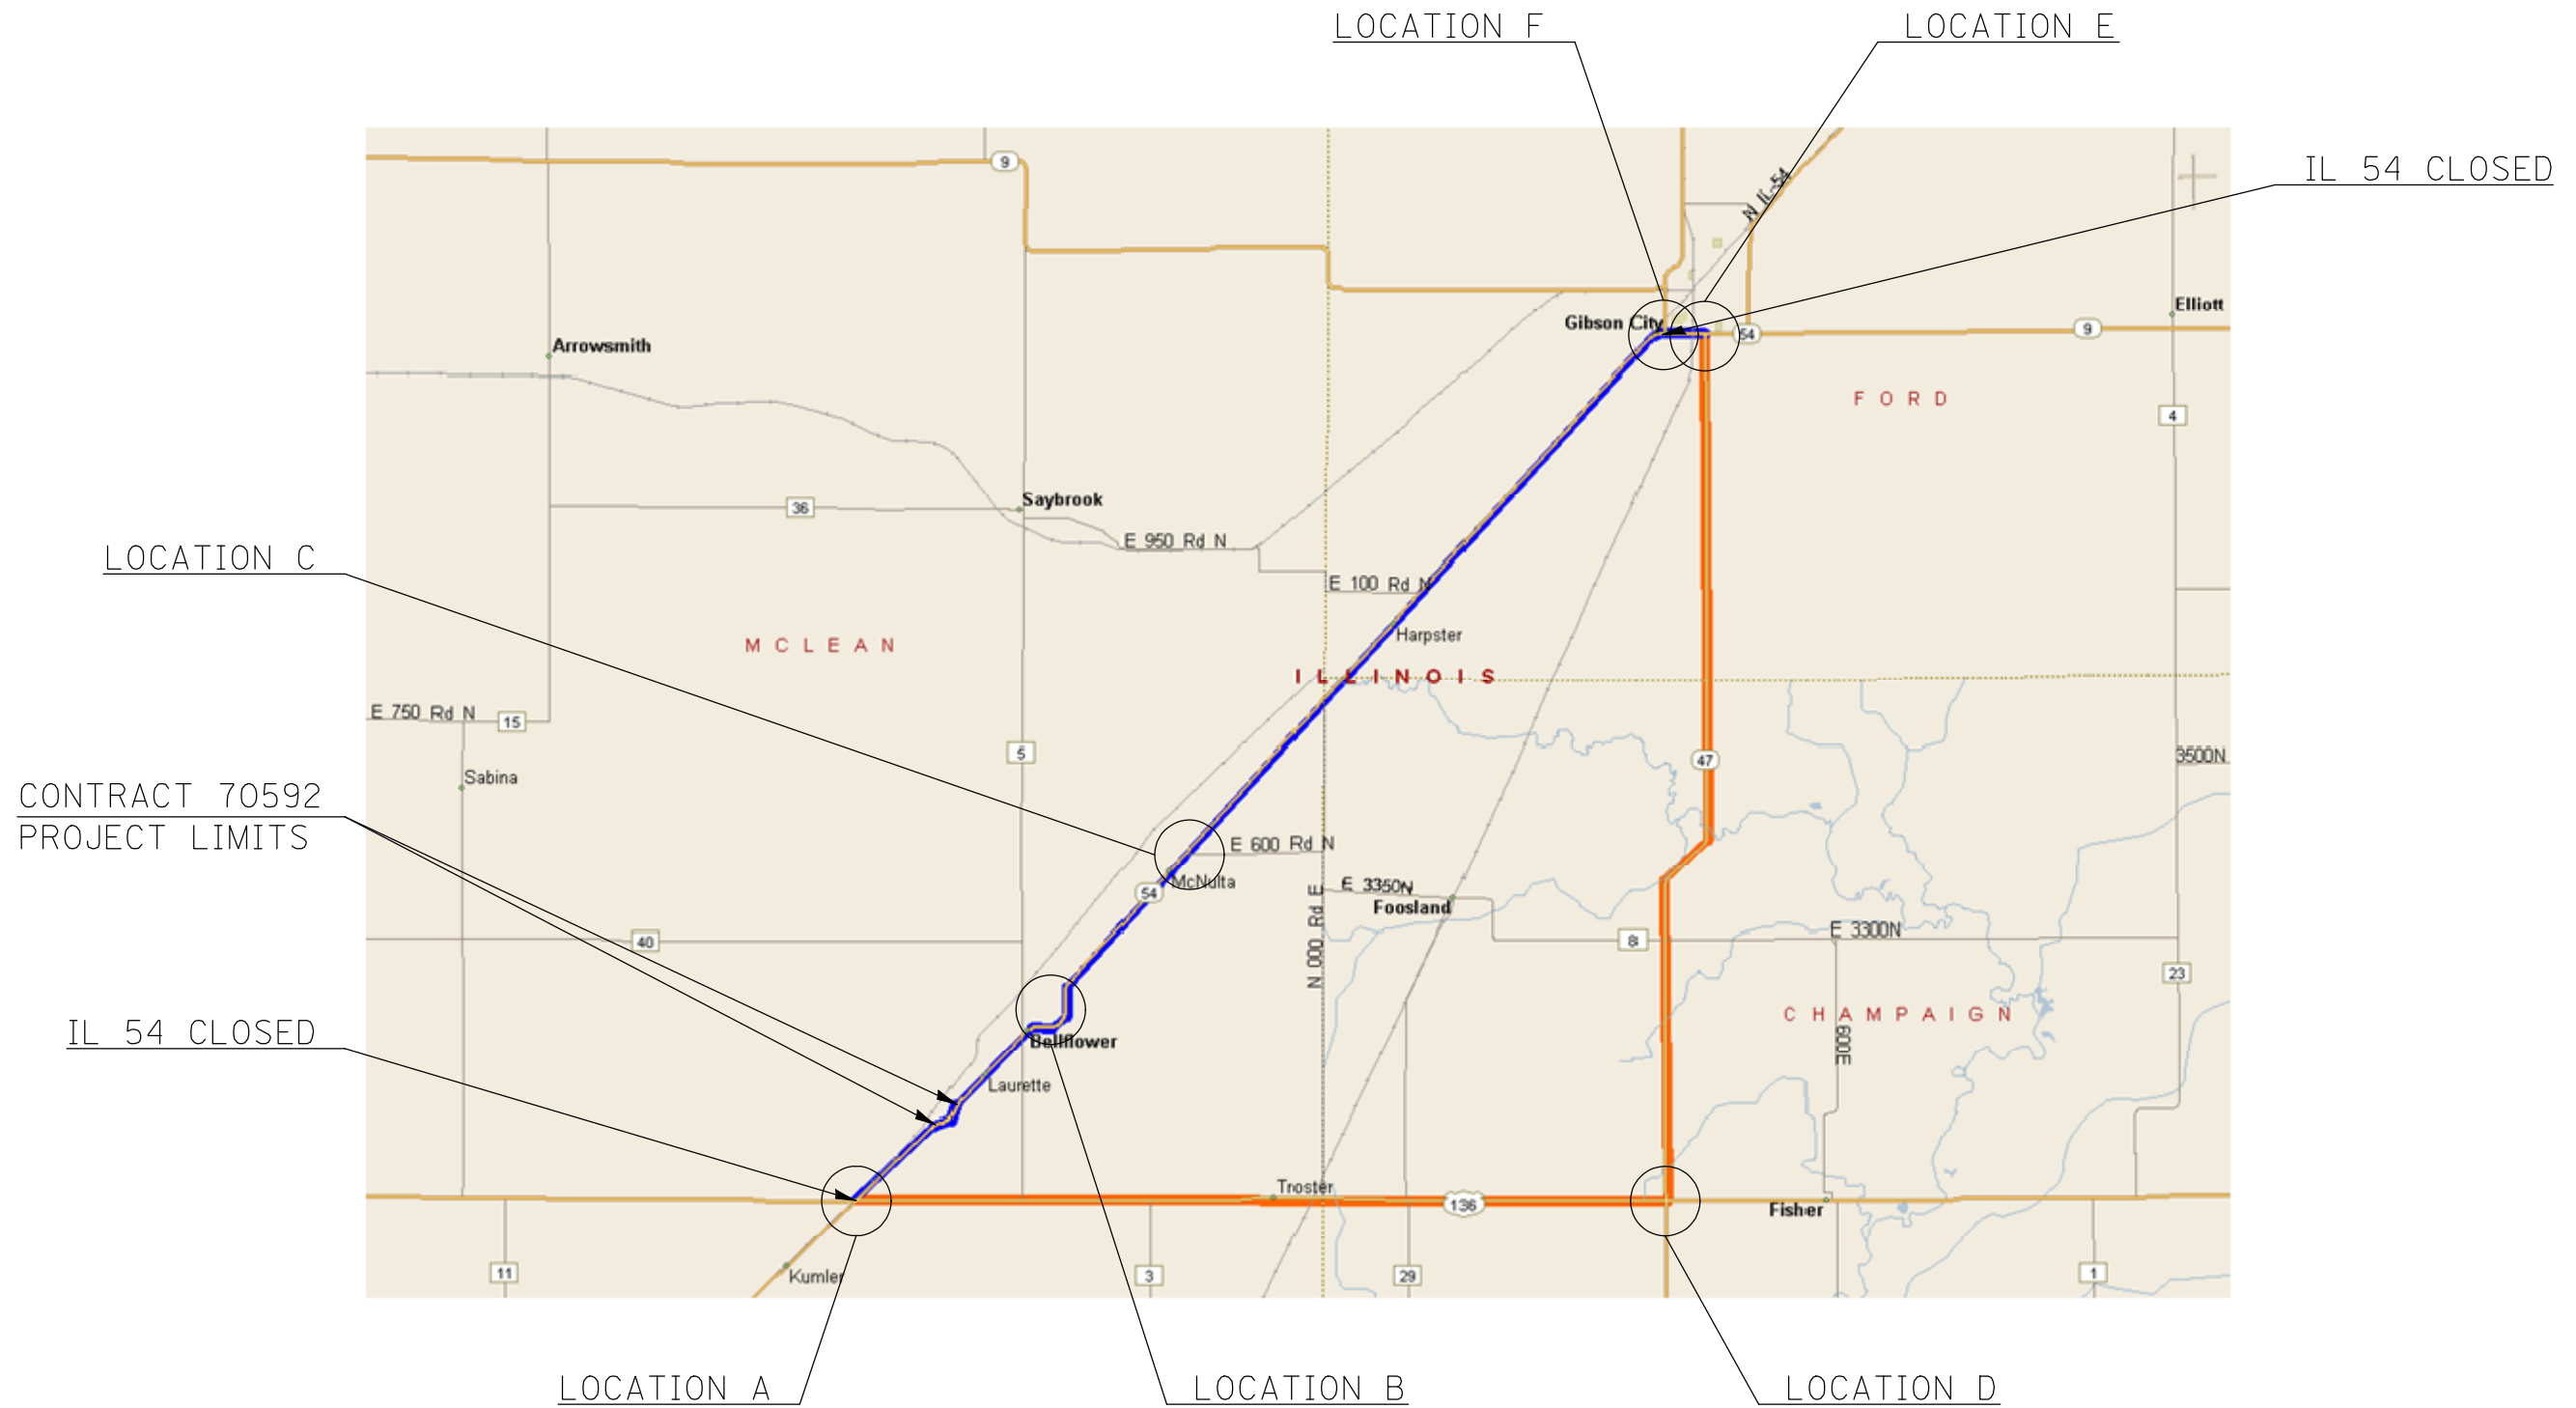 LOCATION F
LOCATION E
IL 54 CLOSED
9
N IL-54
Elliott
Gibson City
54
9
Arrowsmith
FORD
4
Saybrook
36
E 950 Rd N
LOCATION C
E 100 Rd N
Harpster
MCLEAN
ILLINOIS
E 750 Rd N
15
5
47
3500N
Sabina
CONTRACT 70592
PROJECT LIMITS
E 600 Rd N
McNulta
54
E 3350N
Foosland
N 000 Rd E
40
8
E 3300N
23
CHAMPAIGN
IL 54 CLOSED
Bellflower
600E
Laurette
Troster
136
Fisher
11
Kumler
3
29
1
LOCATION A
LOCATION B
LOCATION D